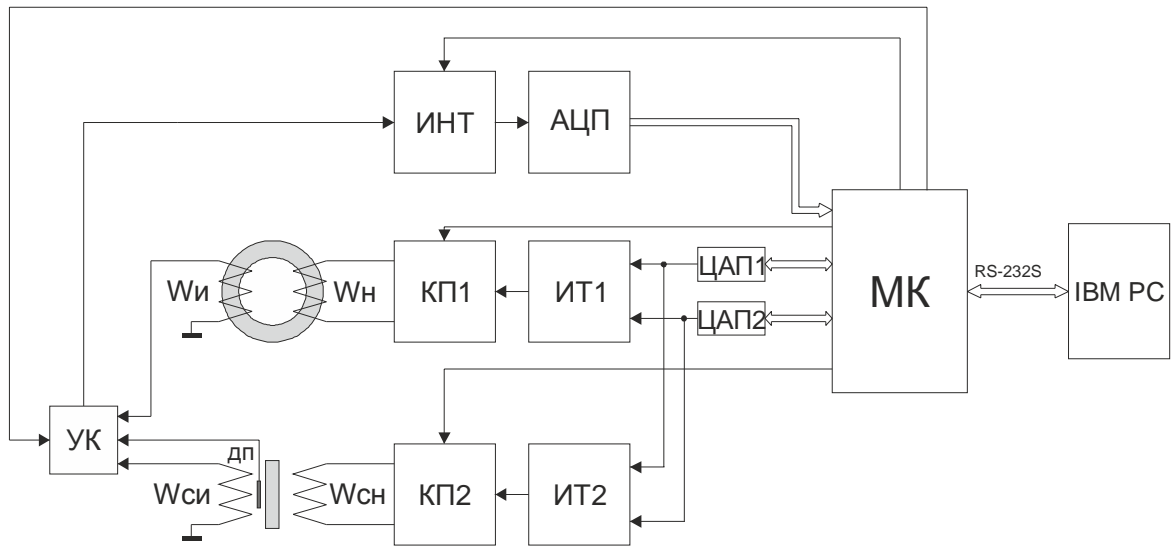 ИНТ
АЦП
ЦАП1
МК
RS-232S
IBM PC
Wи
Wн
КП1
ИТ1
ЦАП2
УК
дп
Wси
Wсн
КП2
ИТ2